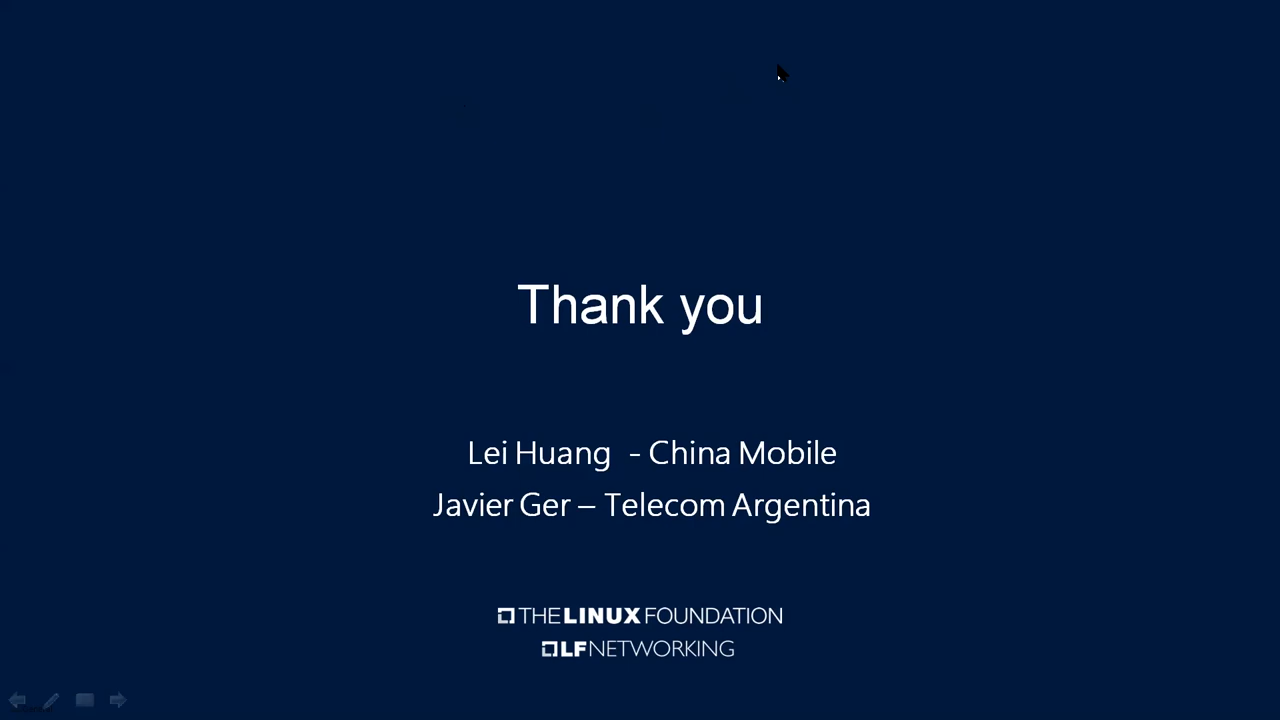 Thank you
Lei Huang - China Mobile
Javier Ger – Telecom Argentina
THE LINUX FOUNDATION
LF NETWORKING